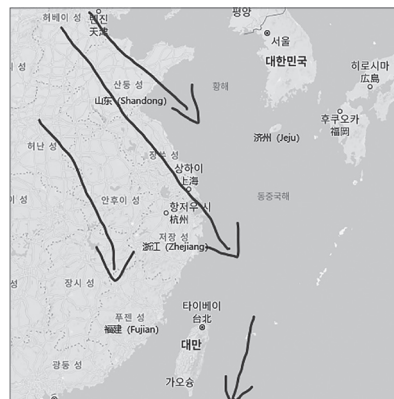 허베이 성
톈진
天津
평양
서울
대한민국
히로시마
広島
후쿠오카
福岡
황해
산둥 성
山东 (Shandong)
济州 (Jeju)
허난 성
장쑤 성
상하이
上海
안후이 성
항저우 시
杭州
동중국해
저장 성
浙江 (Zhejiang)
장시 성
푸젠 성
福建 (Fujian)
타이베이
台北
대만
광둥 성
가오슝